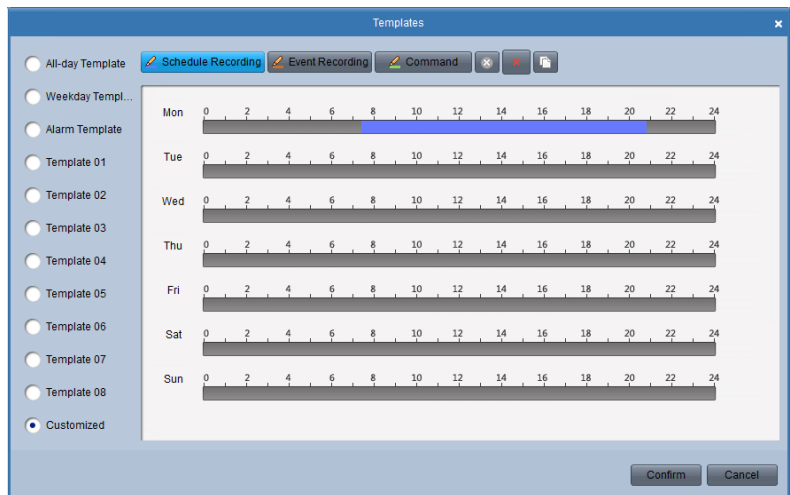 Templates
Schedule Recording Event Recording Command
All-day Template
Weekday Templ...
Alarm Template
Template 01
Template 02
Template 03
Template 04
Template 05
Template 06
Template 07
Template 08
Customized
Mon 0 2 4 6 8 10 12 14 16 18 20 22 24
Tue 0 2 4 6 8 10 12 14 16 18 20 22 24
Wed 0 2 4 6 8 10 12 14 16 18 20 22 24
Thu 0 2 4 6 8 10 12 14 16 18 20 22 24
Fri 0 2 4 6 8 10 12 14 16 18 20 22 24
Sat 0 2 4 6 8 10 12 14 16 18 20 22 24
Sun 0 2 4 6 8 10 12 14 16 18 20 22 24
Confirm Cancel